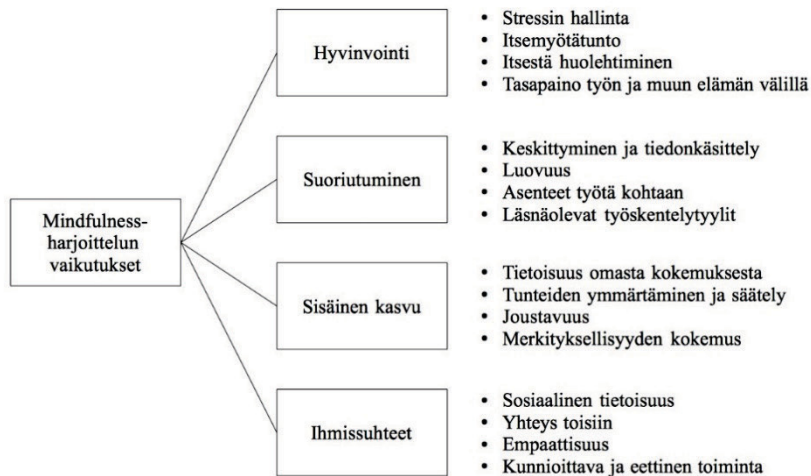 Mindfulness-
harjoittelun
vaikutukset
Hyvinvointi
• Stressin hallinta
• Itsemyötätunto
• Itsestä huolehtiminen
• Tasapaino työn ja muun elämän välillä
Suoriutuminen
• Keskittyminen ja tiedonkäsittely
• Luovuus
• Asenteet työtä kohtaan
• Läsnäolevat työskentelytyylit
Sisäinen kasvu
• Tietoisuus omasta kokemuksesta
• Tunteiden ymmärtäminen ja säätely
• Joustavuus
• Merkityksellisyyden kokemus
Ihmissuhteet
• Sosiaalinen tietoisuus
• Yhteys toisiin
• Empaattisuus
• Kunnioittava ja eettinen toiminta